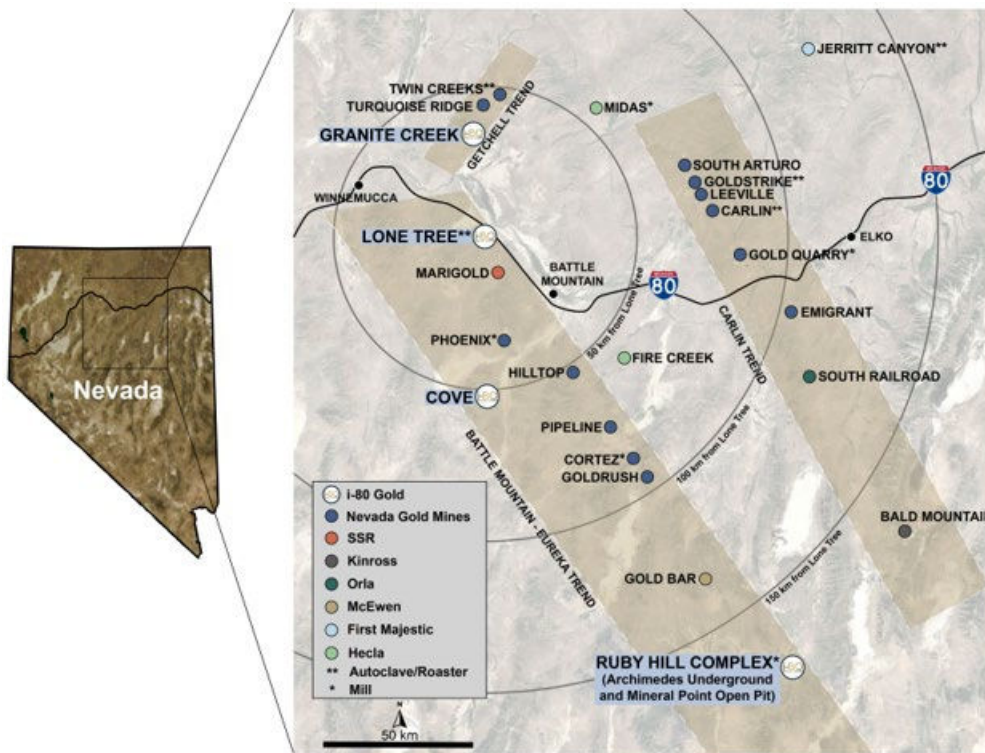 JERRITT CANYON**
TWIN CREEKS**
TURQUOISE RIDGE
MIDAS*
GRANITE CREEK
GETCHELL TREND
SOUTH ARTURO
GOLDSTRIKE**
LEEVILLE
CARLIN**
80
WINNEMUCCA
LONE TREE**
ELKO
GOLD QUARRY*
MARIGOLD
BATTLE
MOUNTAIN
80
EMIGRANT
PHOENIX*
50 km from Lone Tree
CARLIN TREND
FIRE CREEK
HILLTOP
SOUTH RAILROAD
Nevada
COVE
PIPELINE
CORTEZ*
GOLDRUSH
100 km from Lone Tree
BATTLE MOUNTAIN - EUREKA TREND
BALD MOUNTAIN
GOLD BAR
150 km from Lone Tree
RUBY HILL COMPLEX*
(Archimedes Underground
and Mineral Point Open Pit)
i-80 Gold
Nevada Gold Mines
SSR
Kinross
Orla
McEwen
First Majestic
Hecla
** Autoclave/Roaster
* Mill
N
50 km